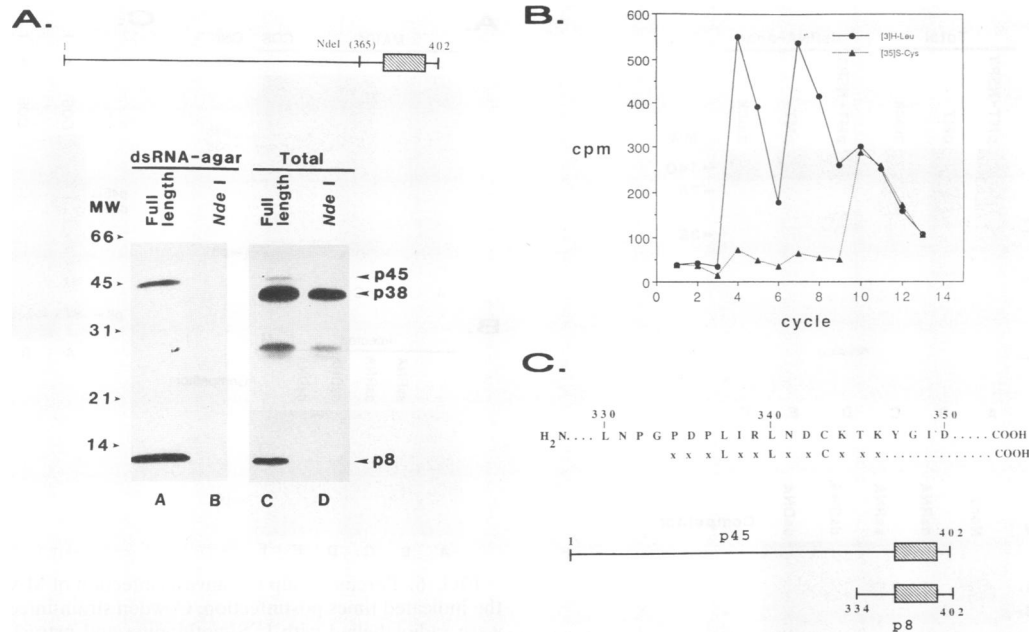 A.
1
NdeI (365)
402
dsRNA-agar
Total
Full length
Nde I
Full length
Nde I
MW
66
45
31
21
14
p45
p38
p8
A B C D
B.
600
500
400
300
200
100
0
cpm
[3]H-Leu
[35]S-Cys
0 2 4 6 8 10 12 14
cycle
C.
330 340 350
H2N....L N P G P D P L I R L N D C K T K Y G I D.....COOH
x x x L x x L x x C x x x ..............COOH
1 p45 402
334 402
p8